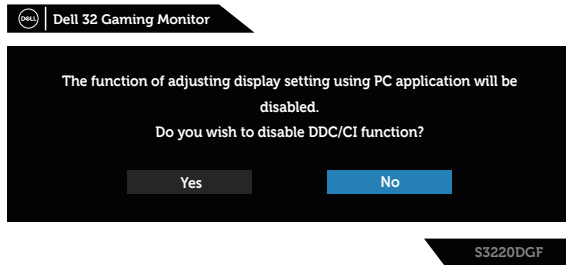 DELL
Dell 32 Gaming Monitor
The function of adjusting display setting using PC application will be
disabled.
Do you wish to disable DDC/CI function?
Yes
No
S3220DGF